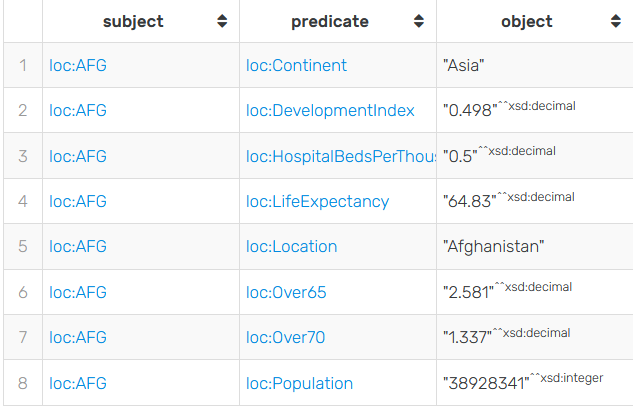 subject predicate object
1 loc:AFG loc:Continent "Asia"
2 loc:AFG loc:DevelopmentIndex "0.498"^^xsd:decimal
3 loc:AFG loc:HospitalBedsPerThou "0.5"^^xsd:decimal
4 loc:AFG loc:LifeExpectancy "64.83"^^xsd:decimal
5 loc:AFG loc:Location "Afghanistan"
6 loc:AFG loc:Over65 "2.581"^^xsd:decimal
7 loc:AFG loc:Over70 "1.337"^^xsd:decimal
8 loc:AFG loc:Population "38928341"^^xsd:integer